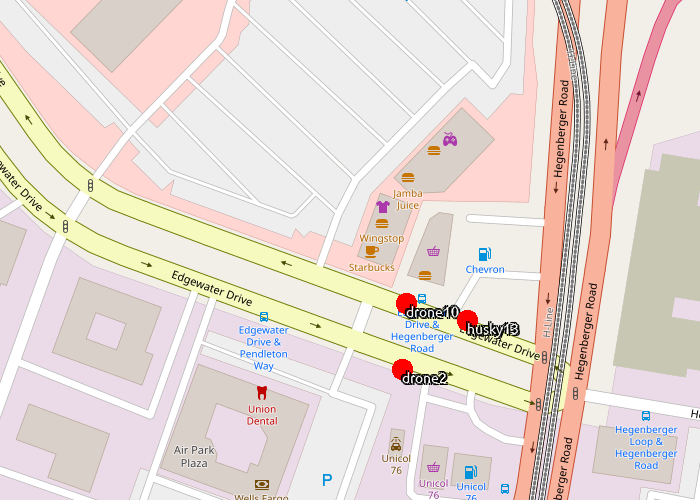 Hegenberger Road
H-Line
Jamba
Juice
Wingstop
Starbucks
Chevron
Edgewater Drive
drone10
husky13
Drive &
Hegenberger
Road
Edgewater Drive
H-Line
Hegenberger Road
Edgewater
Drive &
Pendleton
Way
drone2
Union
Dental
Air Park
Plaza
Wells Fargo
P
Unicol
76
Unicol
76
Unicol
76
Hegenberger
Loop &
Hegenberger
Road